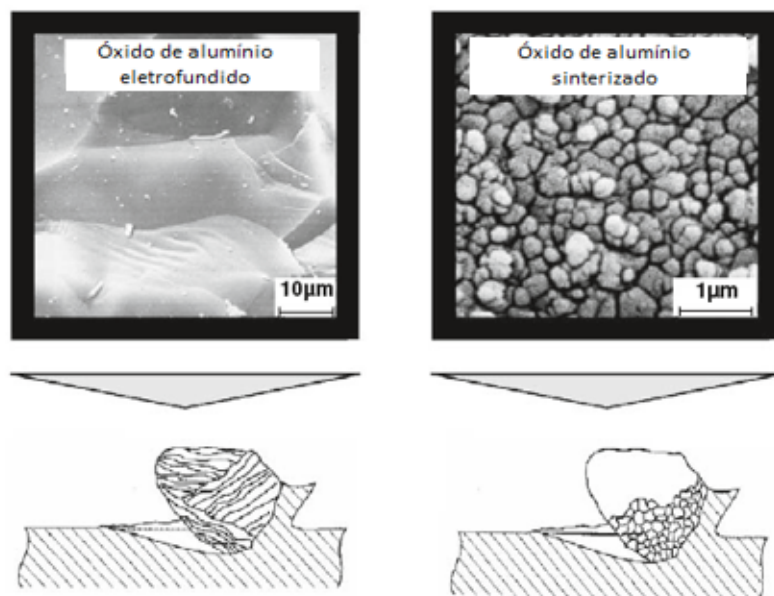 Óxido de alumínio
eletrofundido
Óxido de alumínio
sinterizado
10µm
1µm